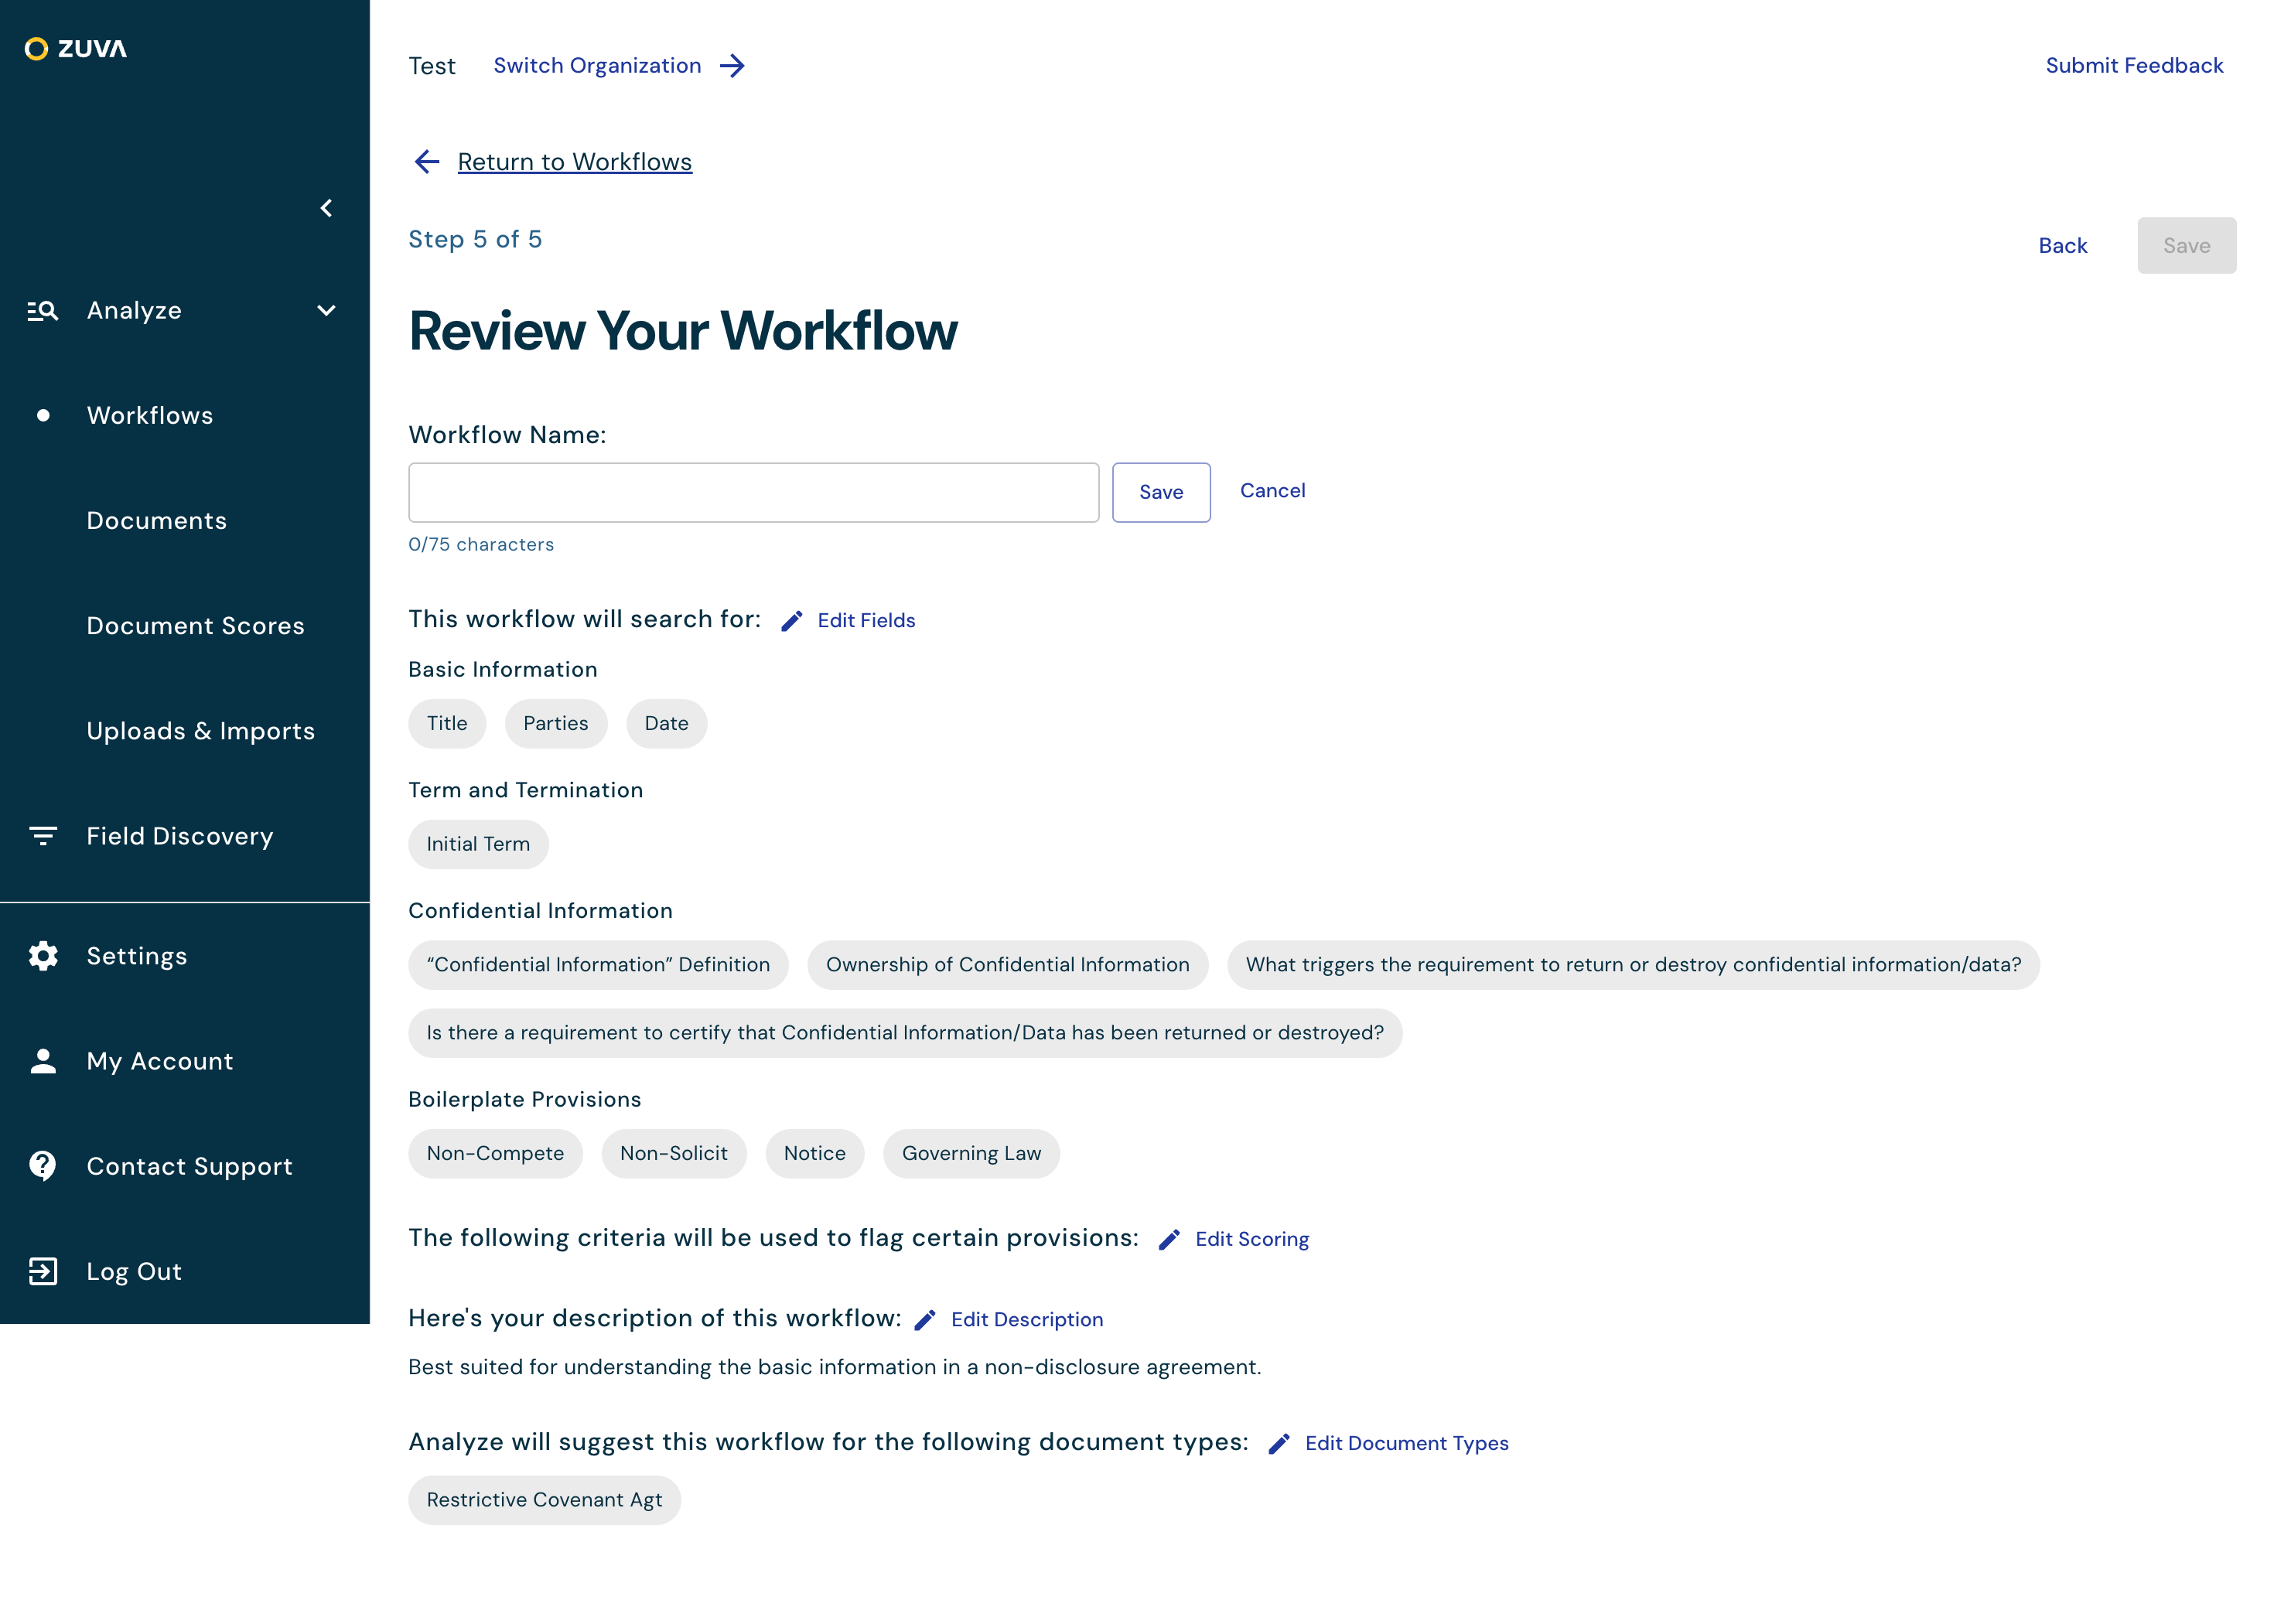 ZUVA
Analyze
Workflows
Documents
Document Scores
Uploads & Imports
Field Discovery
Settings
My Account
Contact Support
Log Out
Test Switch Organization Submit Feedback
Return to Workflows
Step 5 of 5
Back Save
Review Your Workflow
Workflow Name:
Save Cancel
0/75 characters
This workflow will search for: Edit Fields
Basic Information
Title Parties Date
Term and Termination
Initial Term
Confidential Information
“Confidential Information” Definition Ownership of Confidential Information What triggers the requirement to return or destroy confidential information/data?
Is there a requirement to certify that Confidential Information/Data has been returned or destroyed?
Boilerplate Provisions
Non-Compete Non-Solicit Notice Governing Law
The following criteria will be used to flag certain provisions: Edit Scoring
Here's your description of this workflow: Edit Description
Best suited for understanding the basic information in a non-disclosure agreement.
Analyze will suggest this workflow for the following document types: Edit Document Types
Restrictive Covenant Agt